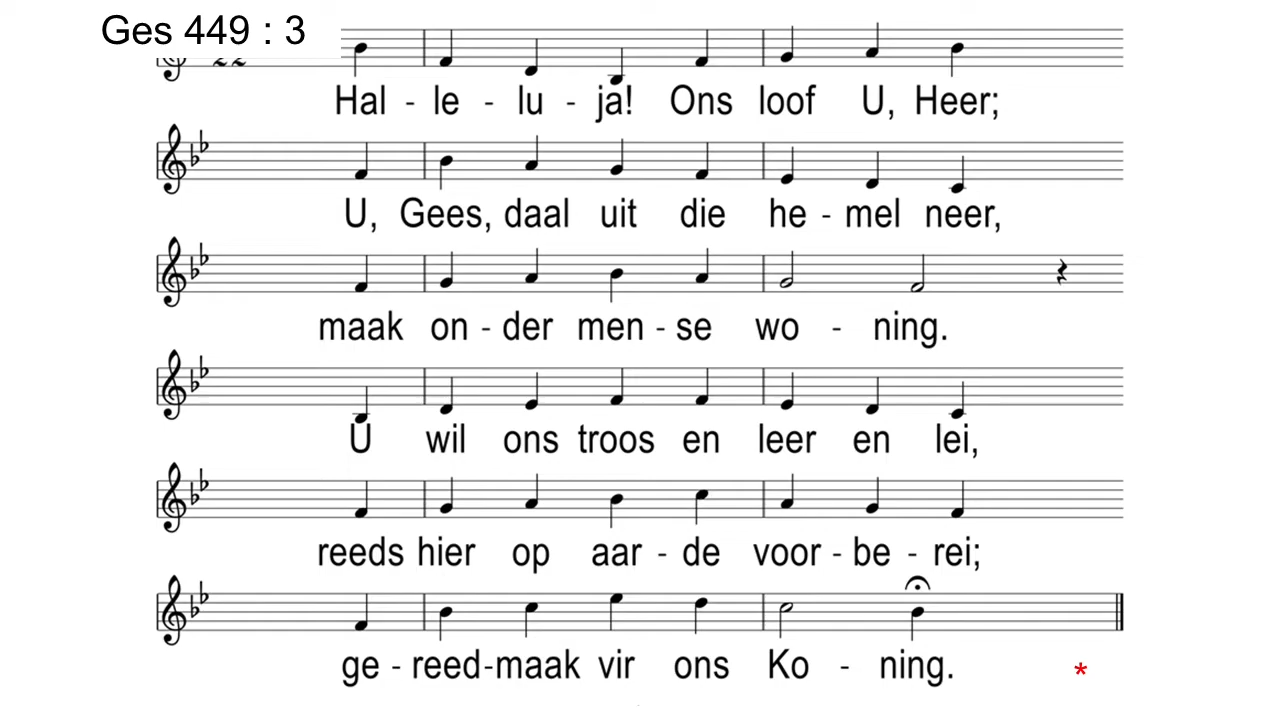 Ges 449 : 3
Hal - le - lu - ja! Ons loof U, Heer;
U, Gees, daal uit die he - mel neer,
maak on - der men - se wo - ning.
U wil ons troos en leer en lei,
reeds hier op aar - de voor - be - rei;
ge - reed-maak vir ons Ko - ning. *